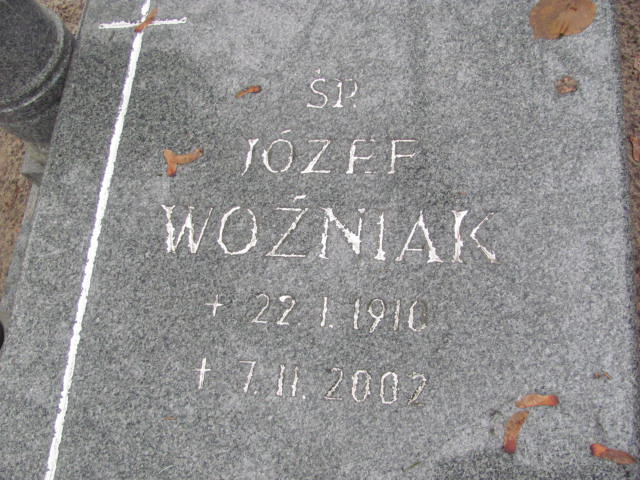 ŚP.
JÓZEF
WOŹNIAK
+ 22. I. 1910
+ 7. II. 2002